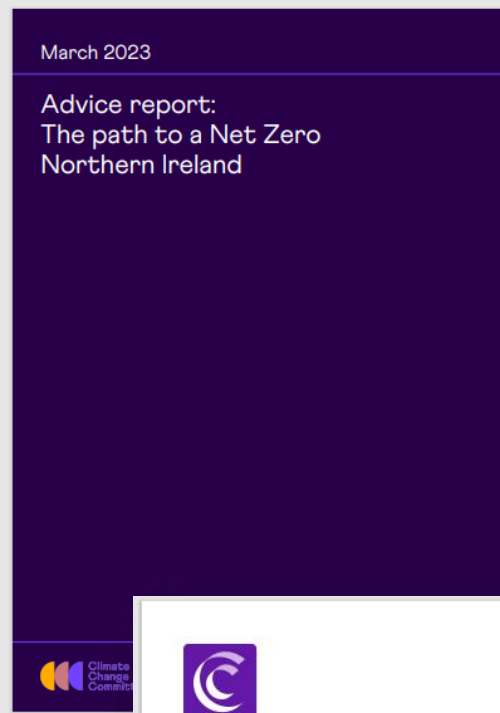 March 2023
Advice report:
The path to a Net Zero
Northern Ireland
Climate
Change